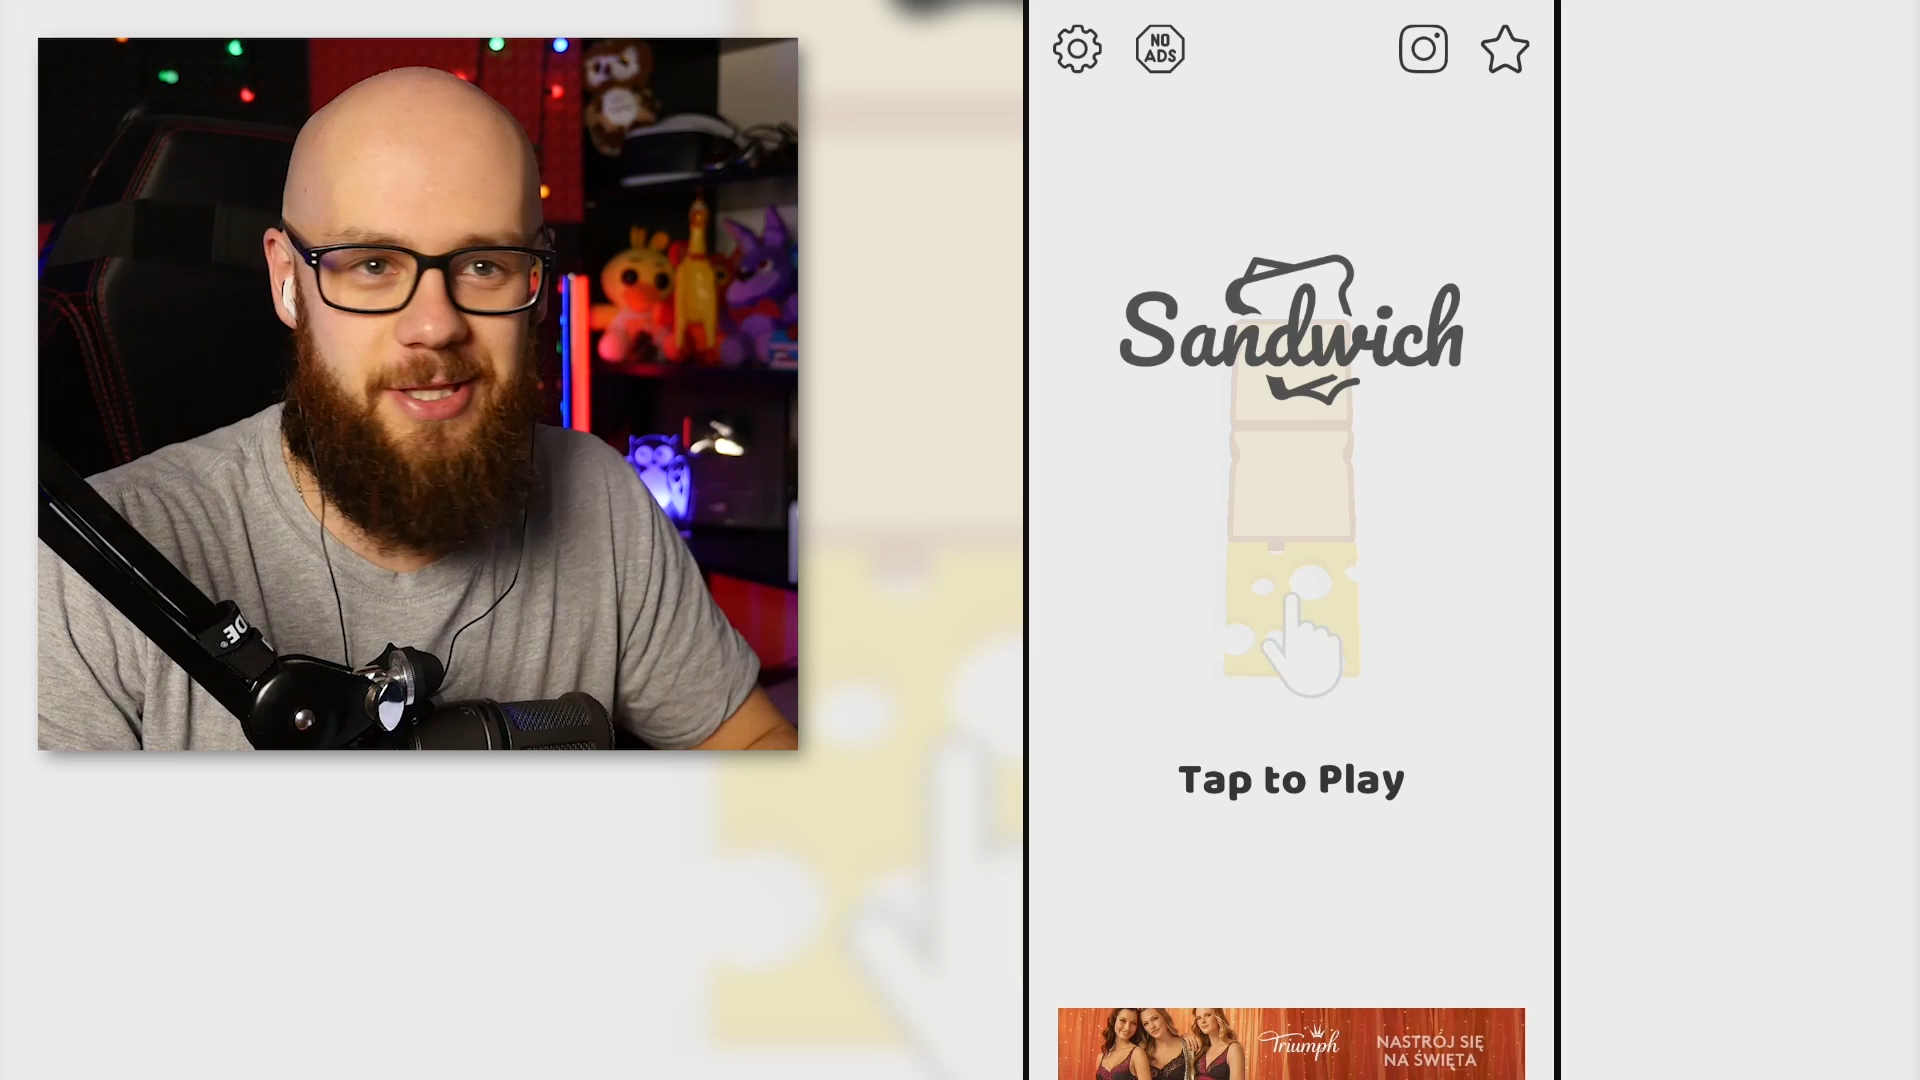 NO
ADS
Sandwich
Tap to Play
Triumph
NASTRÓJ SIĘ
NA ŚWIĘTA